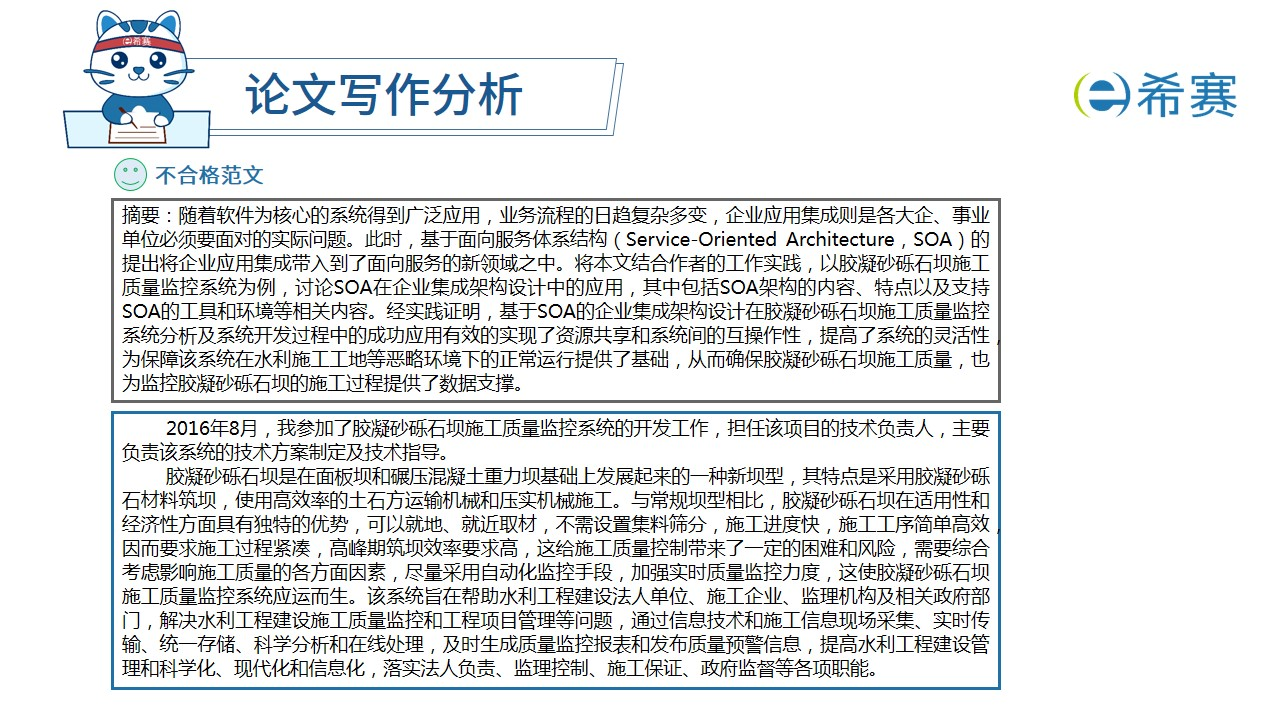 希赛
论文写作分析
希赛
不合格范文
摘要：随着软件为核心的系统得到广泛应用，业务流程的日趋复杂多变，企业应用集成则是各大企、事业
单位必须要面对的实际问题。此时，基于面向服务体系结构（Service-Oriented Architecture，SOA）的
提出将企业应用集成带入到了面向服务的新领域之中。将本文结合作者的工作实践，以胶凝砂砾石坝施工
质量监控系统为例，讨论SOA在企业集成架构设计中的应用，其中包括SOA架构的内容、特点以及支持
SOA的工具和环境等相关内容。经实践证明，基于SOA的企业集成架构设计在胶凝砂砾石坝施工质量监控
系统分析及系统开发过程中的成功应用有效的实现了资源共享和系统间的互操作性，提高了系统的灵活性，
为保障该系统在水利施工工地等恶略环境下的正常运行提供了基础，从而确保胶凝砂砾石坝施工质量，也
为监控胶凝砂砾石坝的施工过程提供了数据支撑。
2016年8月，我参加了胶凝砂砾石坝施工质量监控系统的开发工作，担任该项目的技术负责人，主要
负责该系统的技术方案制定及技术指导。
胶凝砂砾石坝是在面板坝和碾压混凝土重力坝基础上发展起来的一种新坝型，其特点是采用胶凝砂砾
石材料筑坝，使用高效率的土石方运输机械和压实机械施工。与常规坝型相比，胶凝砂砾石坝在适用性和
经济性方面具有独特的优势，可以就地、就近取材，不需设置集料筛分，施工进度快，施工工序简单高效，
因而要求施工过程紧凑，高峰期筑坝效率要求高，这给施工质量控制带来了一定的困难和风险，需要综合
考虑影响施工质量的各方面因素，尽量采用自动化监控手段，加强实时质量监控力度，这使胶凝砂砾石坝
施工质量监控系统应运而生。该系统旨在帮助水利工程建设法人单位、施工企业、监理机构及相关政府部
门，解决水利工程建设施工质量监控和工程项目管理等问题，通过信息技术和施工信息现场采集、实时传
输、统一存储、科学分析和在线处理，及时生成质量监控报表和发布质量预警信息，提高水利工程建设管
理和科学化、现代化和信息化，落实法人负责、监理控制、施工保证、政府监督等各项职能。